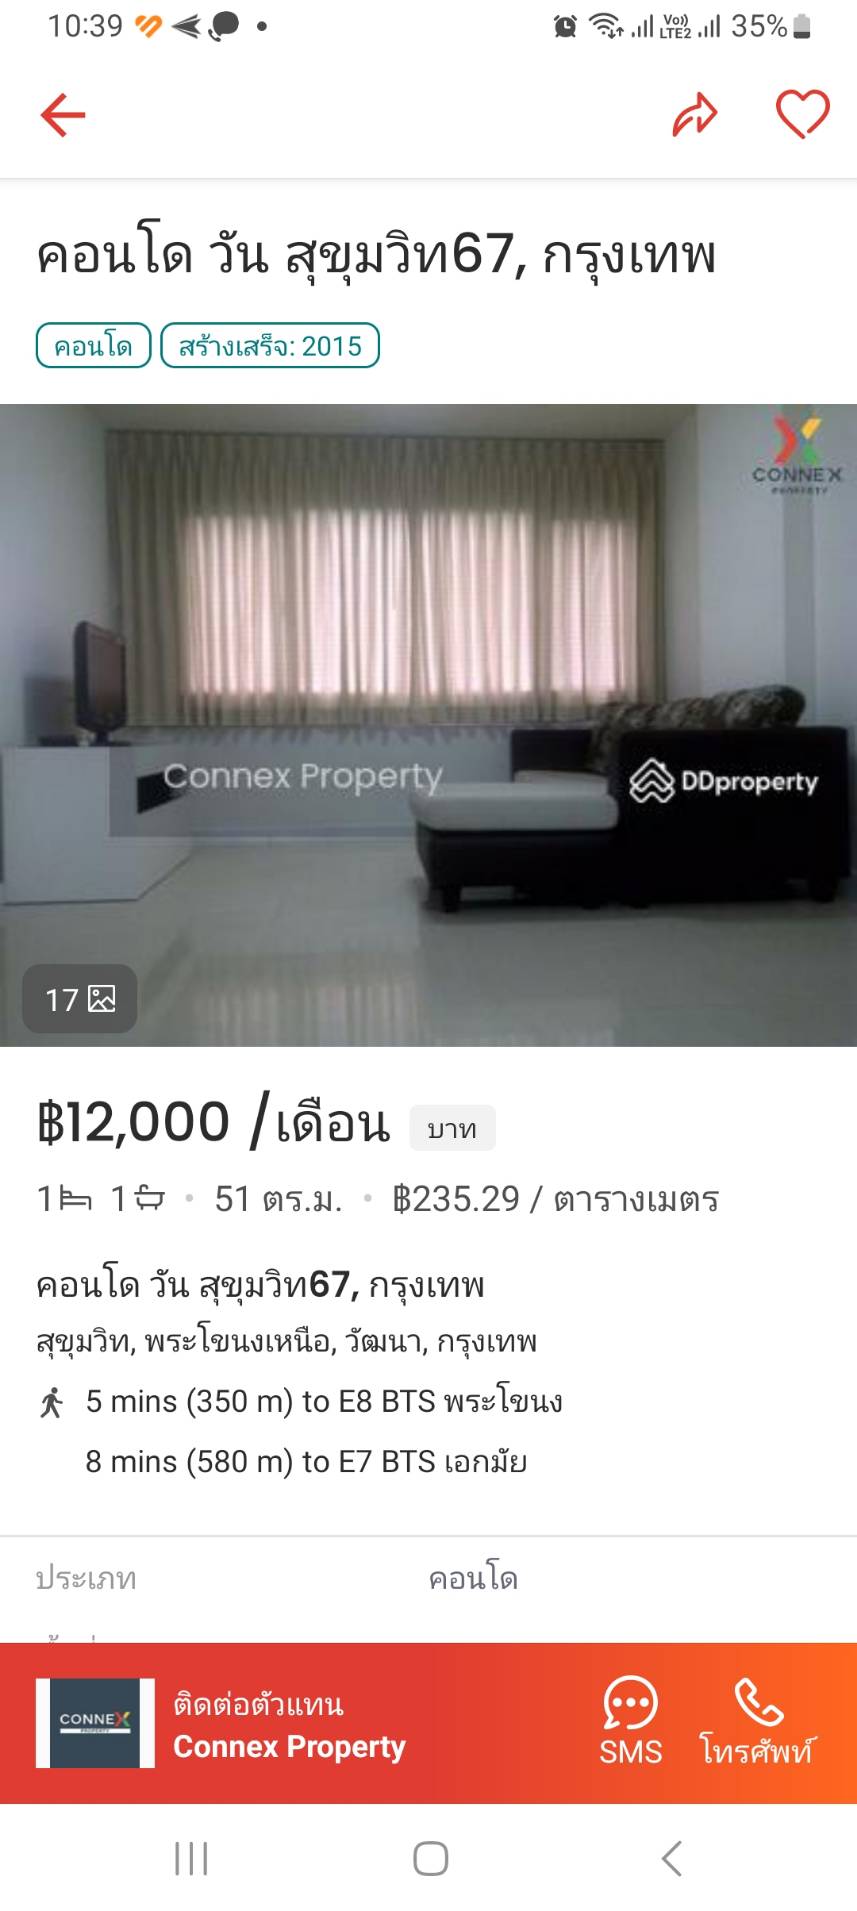 10:39
Vo))
LTE2
35%
คอนโด วัน สุขุมวิท67, กรุงเทพ
คอนโด
สร้างเสร็จ: 2015
CONNEX
PROPERTY
Connex Property
DDproperty
17
฿12,000 /เดือน
บาท
1 1 • 51 ตร.ม. • ฿235.29 / ตารางเมตร
คอนโด วัน สุขุมวิท67, กรุงเทพ
สุขุมวิท, พระโขนงเหนือ, วัฒนา, กรุงเทพ
5 mins (350 m) to E8 BTS พระโขนง
8 mins (580 m) to E7 BTS เอกมัย
ประเภท
คอนโด
CONNEX
PROPERTY
ติดต่อตัวแทน
Connex Property
SMS
โทรศัพท์